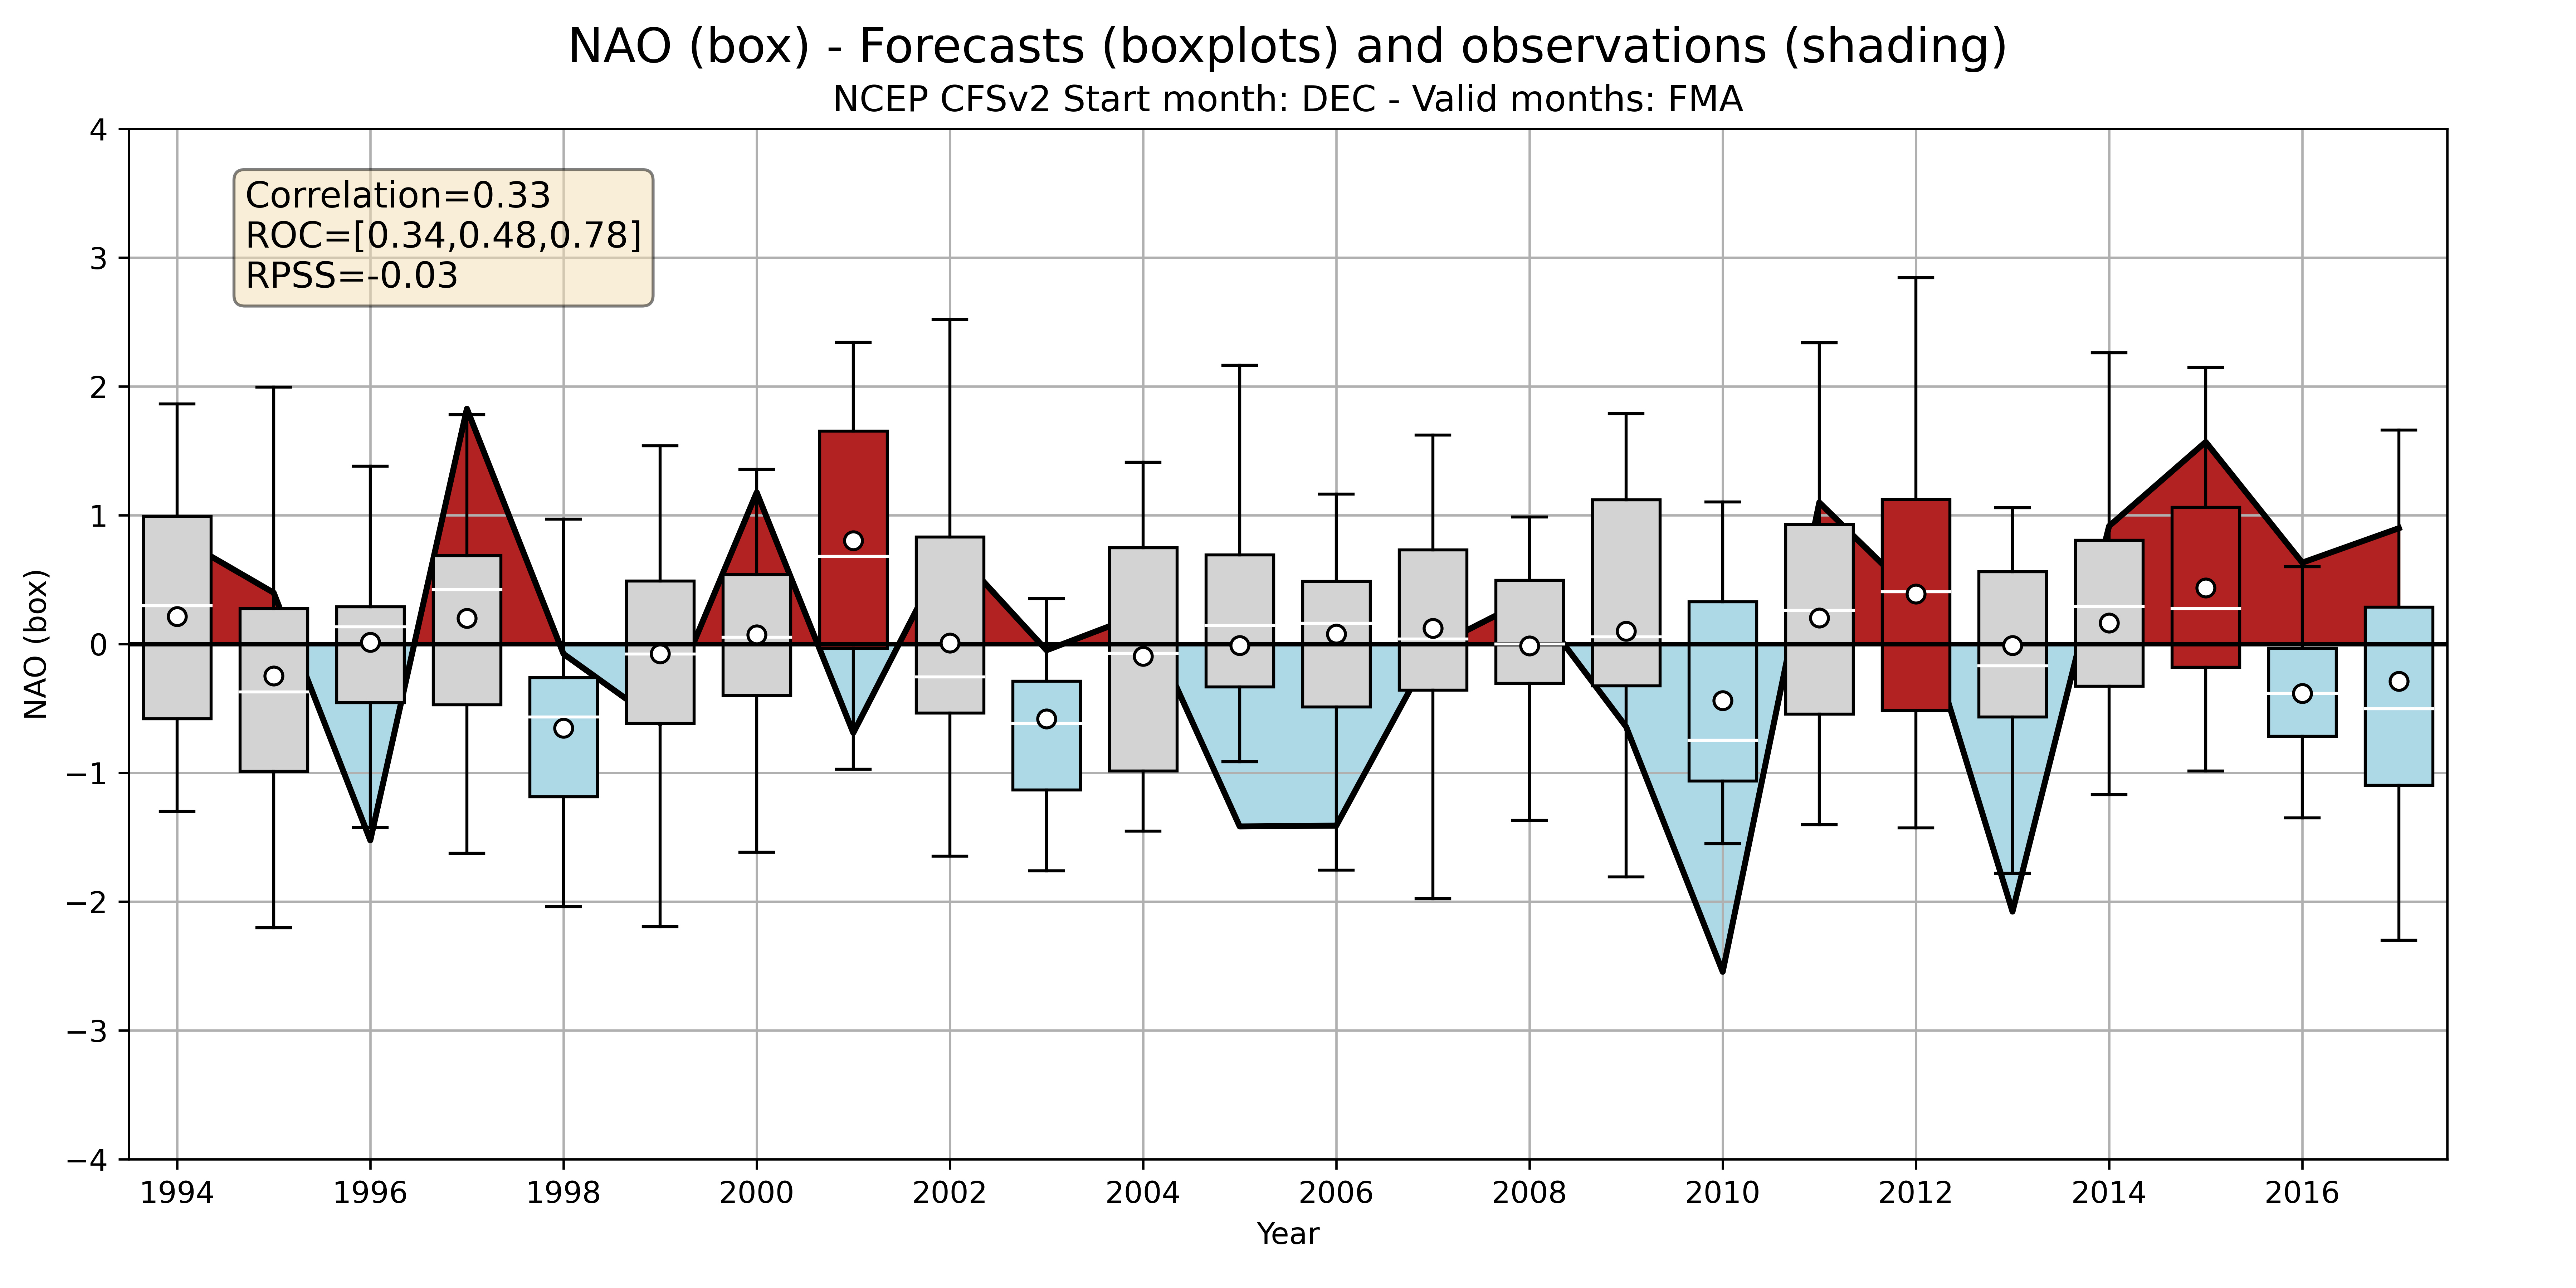 NAO (box) - Forecasts (boxplots) and observations (shading)
NCEP CFSv2 Start month: DEC - Valid months: FMA
Correlation=0.33
ROC=[0.34,0.48,0.78]
RPSS=-0.03
NAO (box)
4
3
2
1
0
−1
−2
−3
−4
1994 1996 1998 2000 2002 2004 2006 2008 2010 2012 2014 2016
Year